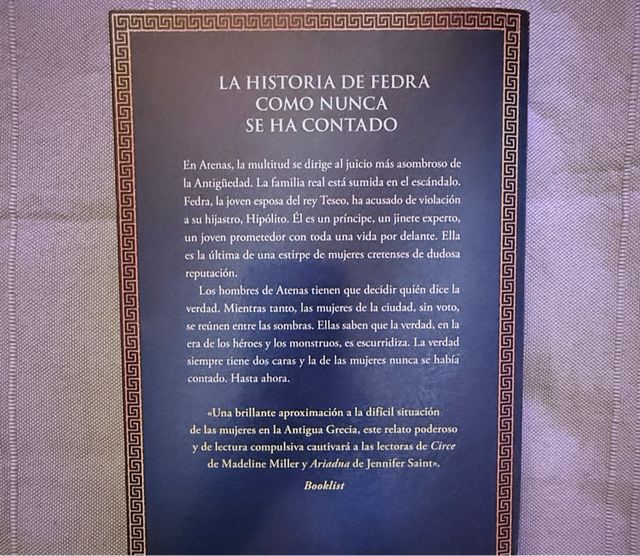 LA HISTORIA DE FEDRA
COMO NUNCA
SE HA CONTADO
En Atenas, la multitud se dirige al juicio más asombroso de
la Antigüedad. La familia real está sumida en el escándalo.
Fedra, la joven esposa del rey Teseo, ha acusado de violación
a su hijastro, Hipólito. Él es un príncipe, un jinete experto,
un joven prometedor con toda una vida por delante. Ella
es la última de una estirpe de mujeres cretenses de dudosa
reputación.
Los hombres de Atenas tienen que decidir quién dice la
verdad. Mientras tanto, las mujeres de la ciudad, sin voto,
se reúnen entre las sombras. Ellas saben que la verdad, en la
era de los héroes y los monstruos, es escurridiza. La verdad
siempre tiene dos caras y la de las mujeres nunca se había
contado. Hasta ahora.
«Una brillante aproximación a la difícil situación
de las mujeres en la Antigua Grecia, este relato poderoso
y de lectura compulsiva cautivará a las lectoras de Circe
de Madeline Miller y Ariadna de Jennifer Saint».
Booklist